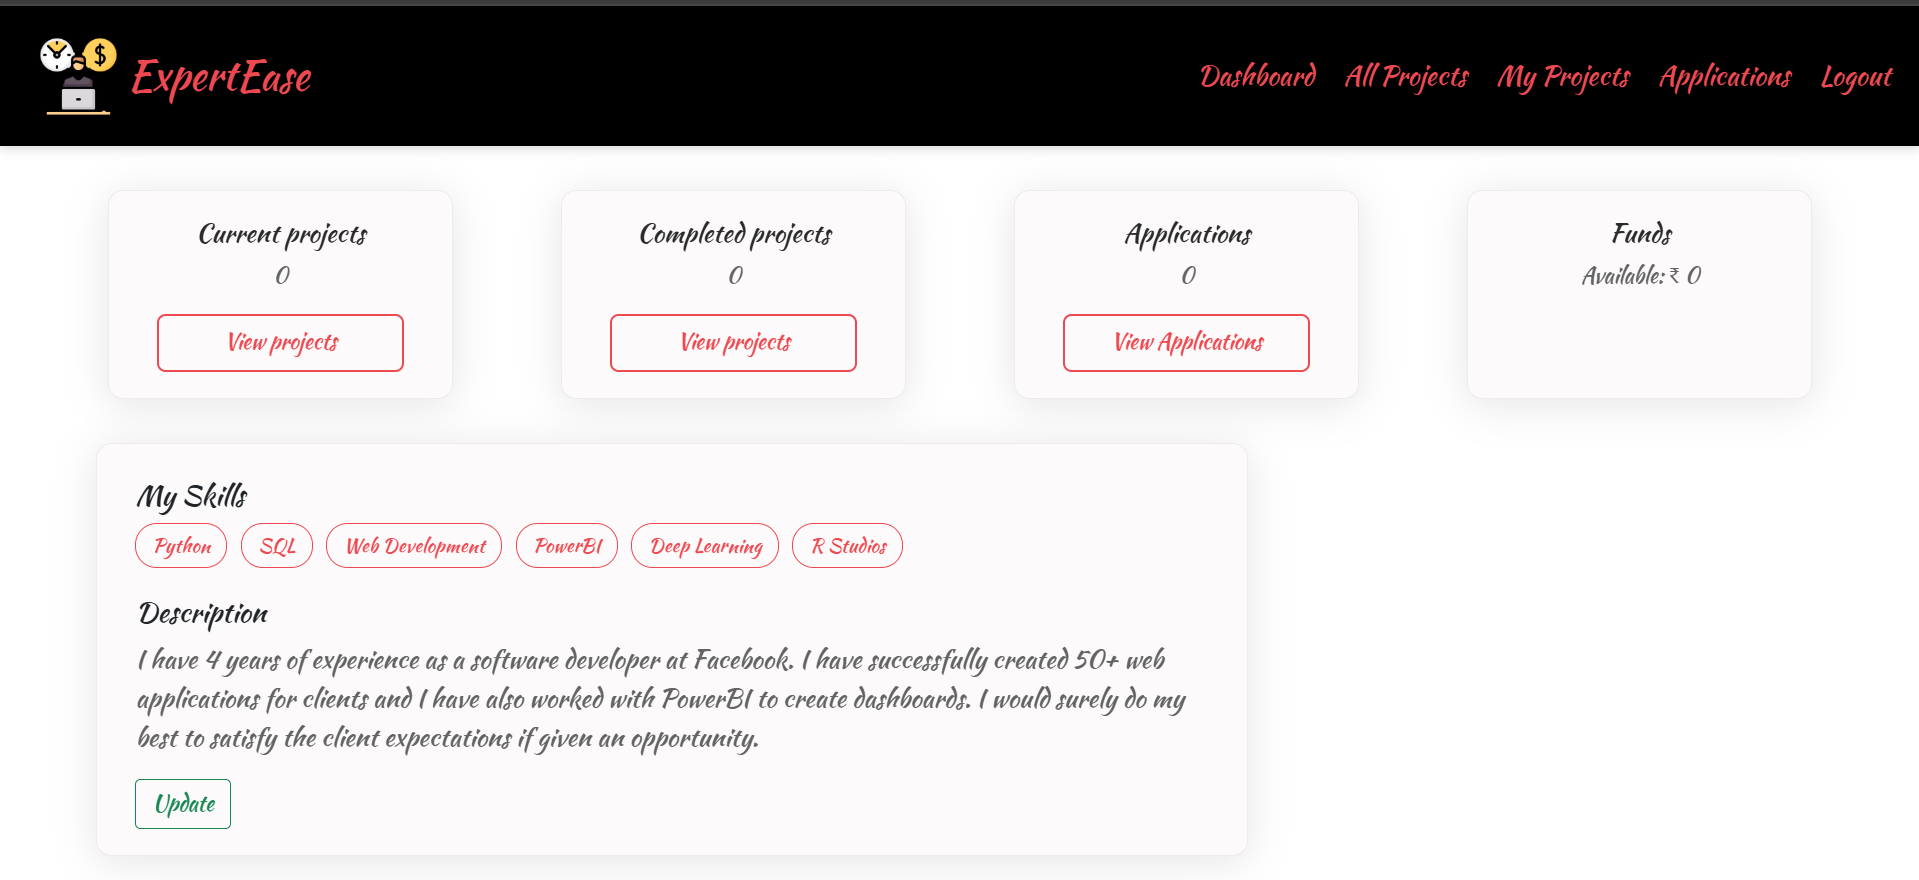 ExpertEase
Dashboard All Projects My Projects Applications Logout
Current projects
0
View projects
Completed projects
0
View projects
Applications
0
View Applications
Funds
Available: ₹ 0
My Skills
Python SQL Web Development PowerBI Deep Learning R Studios
Description
I have 4 years of experience as a software developer at Facebook. I have successfully created 50+ web
applications for clients and I have also worked with PowerBI to create dashboards. I would surely do my
best to satisfy the client expectations if given an opportunity.
Update